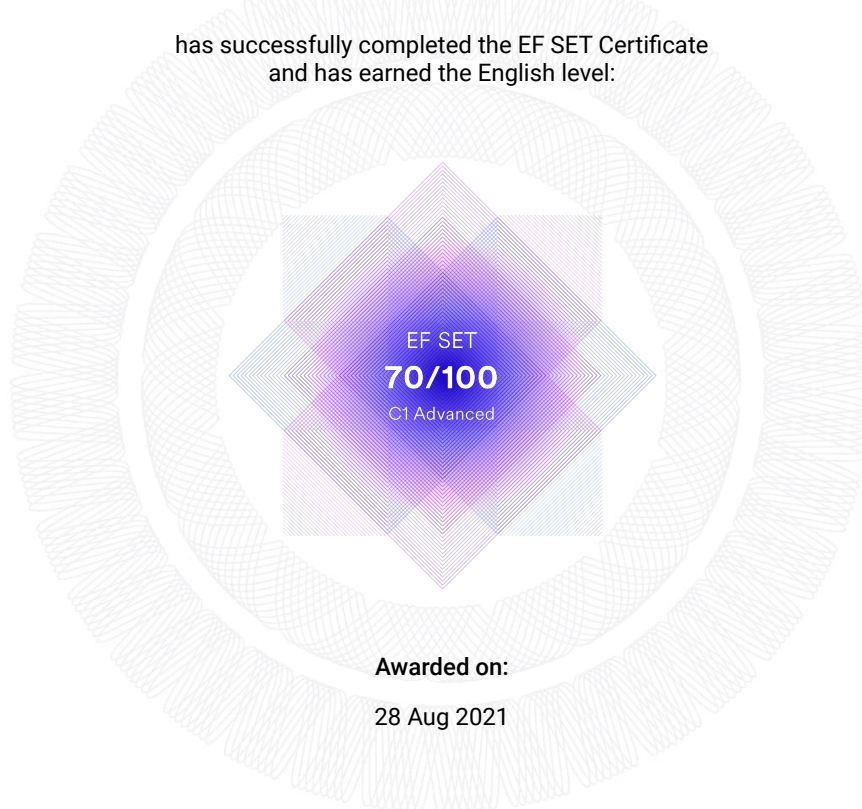 has successfully completed the EF SET Certificate
and has earned the English level:
EF SET
70/100
C1 Advanced
Awarded on:
28 Aug 2021